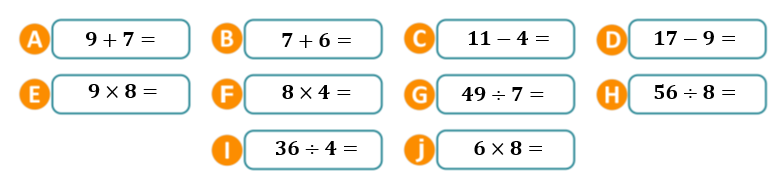 A 9 + 7 = B 7 + 6 = C 11 − 4 = D 17 − 9 =
E 9 × 8 = F 8 × 4 = G 49 ÷ 7 = H 56 ÷ 8 =
I 36 ÷ 4 = j 6 × 8 =